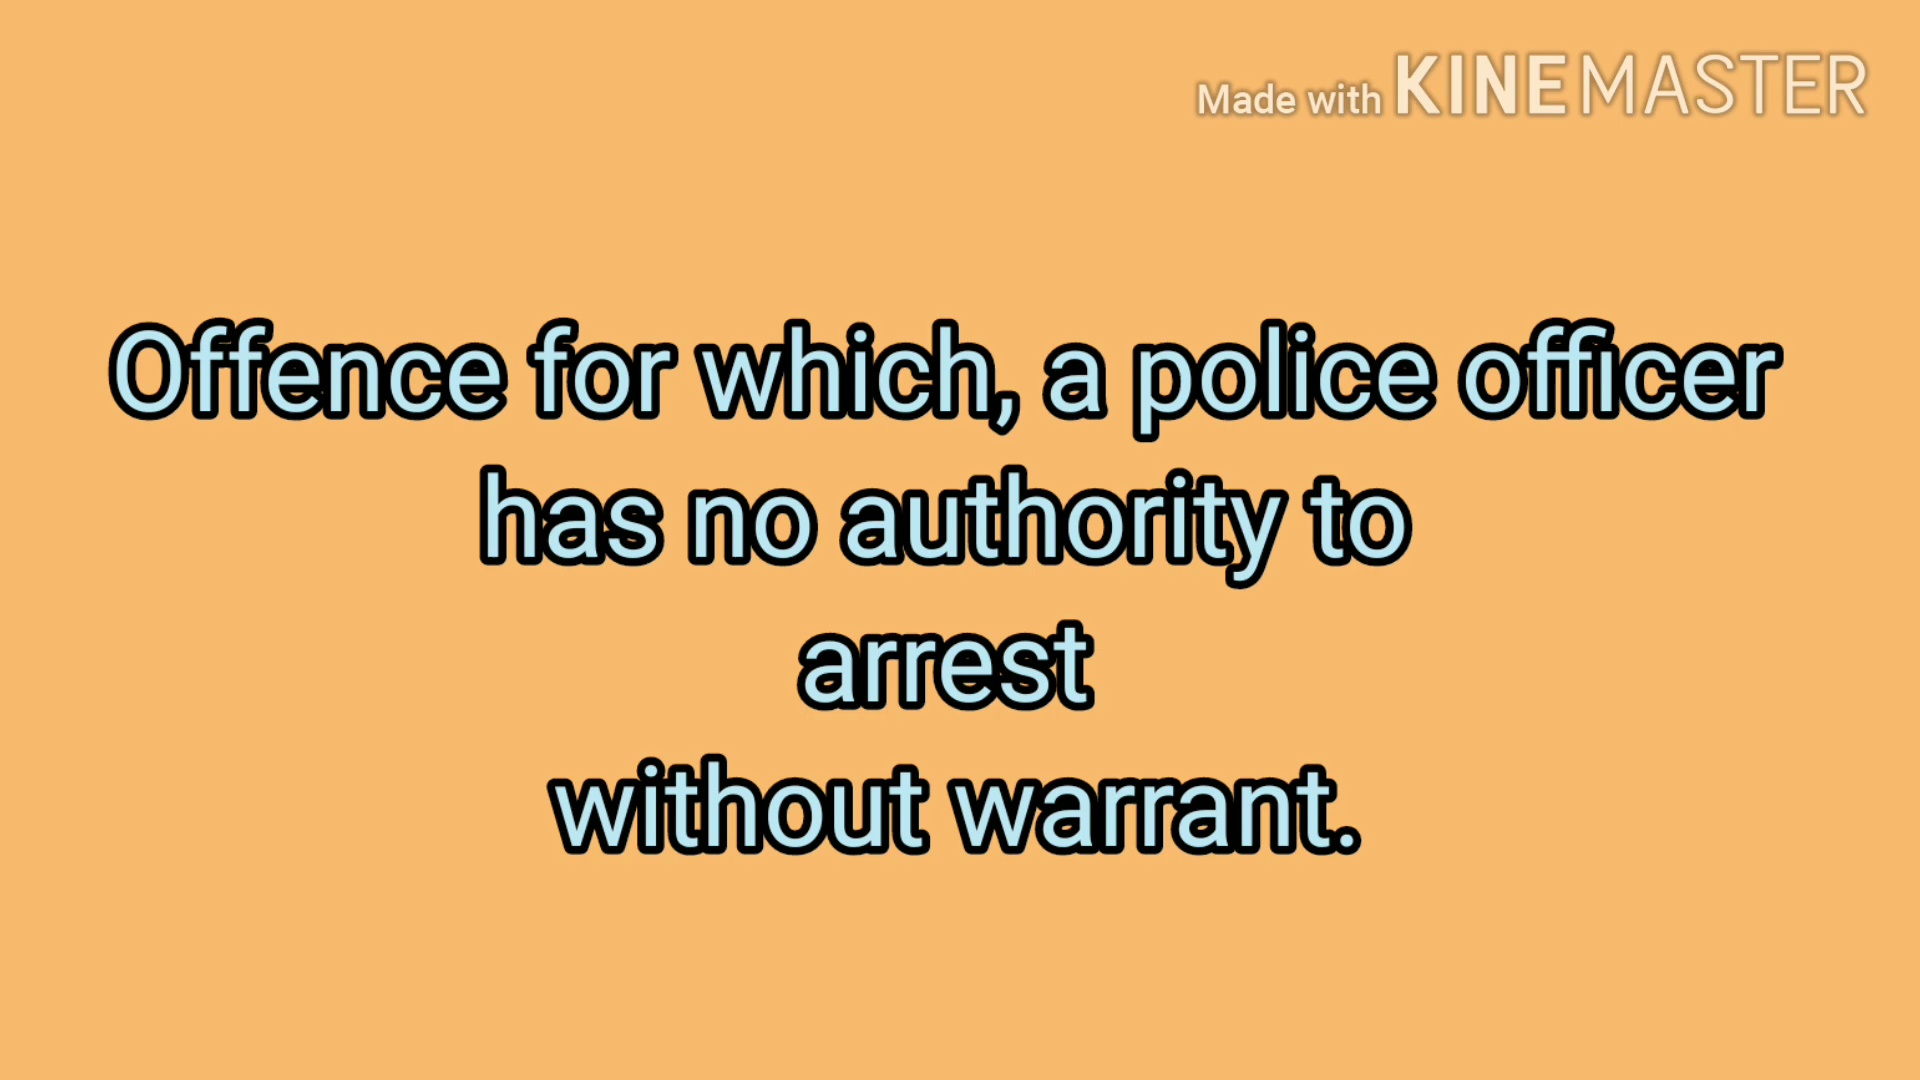 Made with KINEMASTER
Offence for which, a police officer
has no authority to
arrest
without warrant.